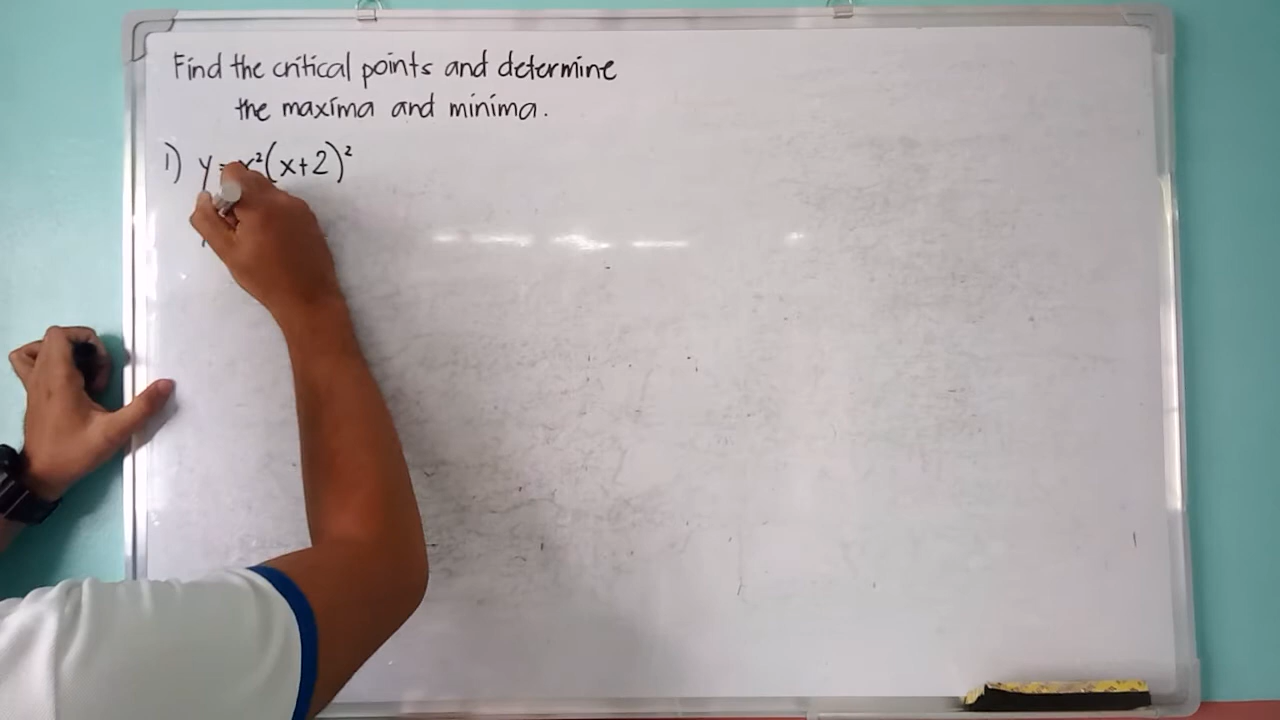 Find the critical points and determine
the maxima and minima.
1) y = x²(x+2)²